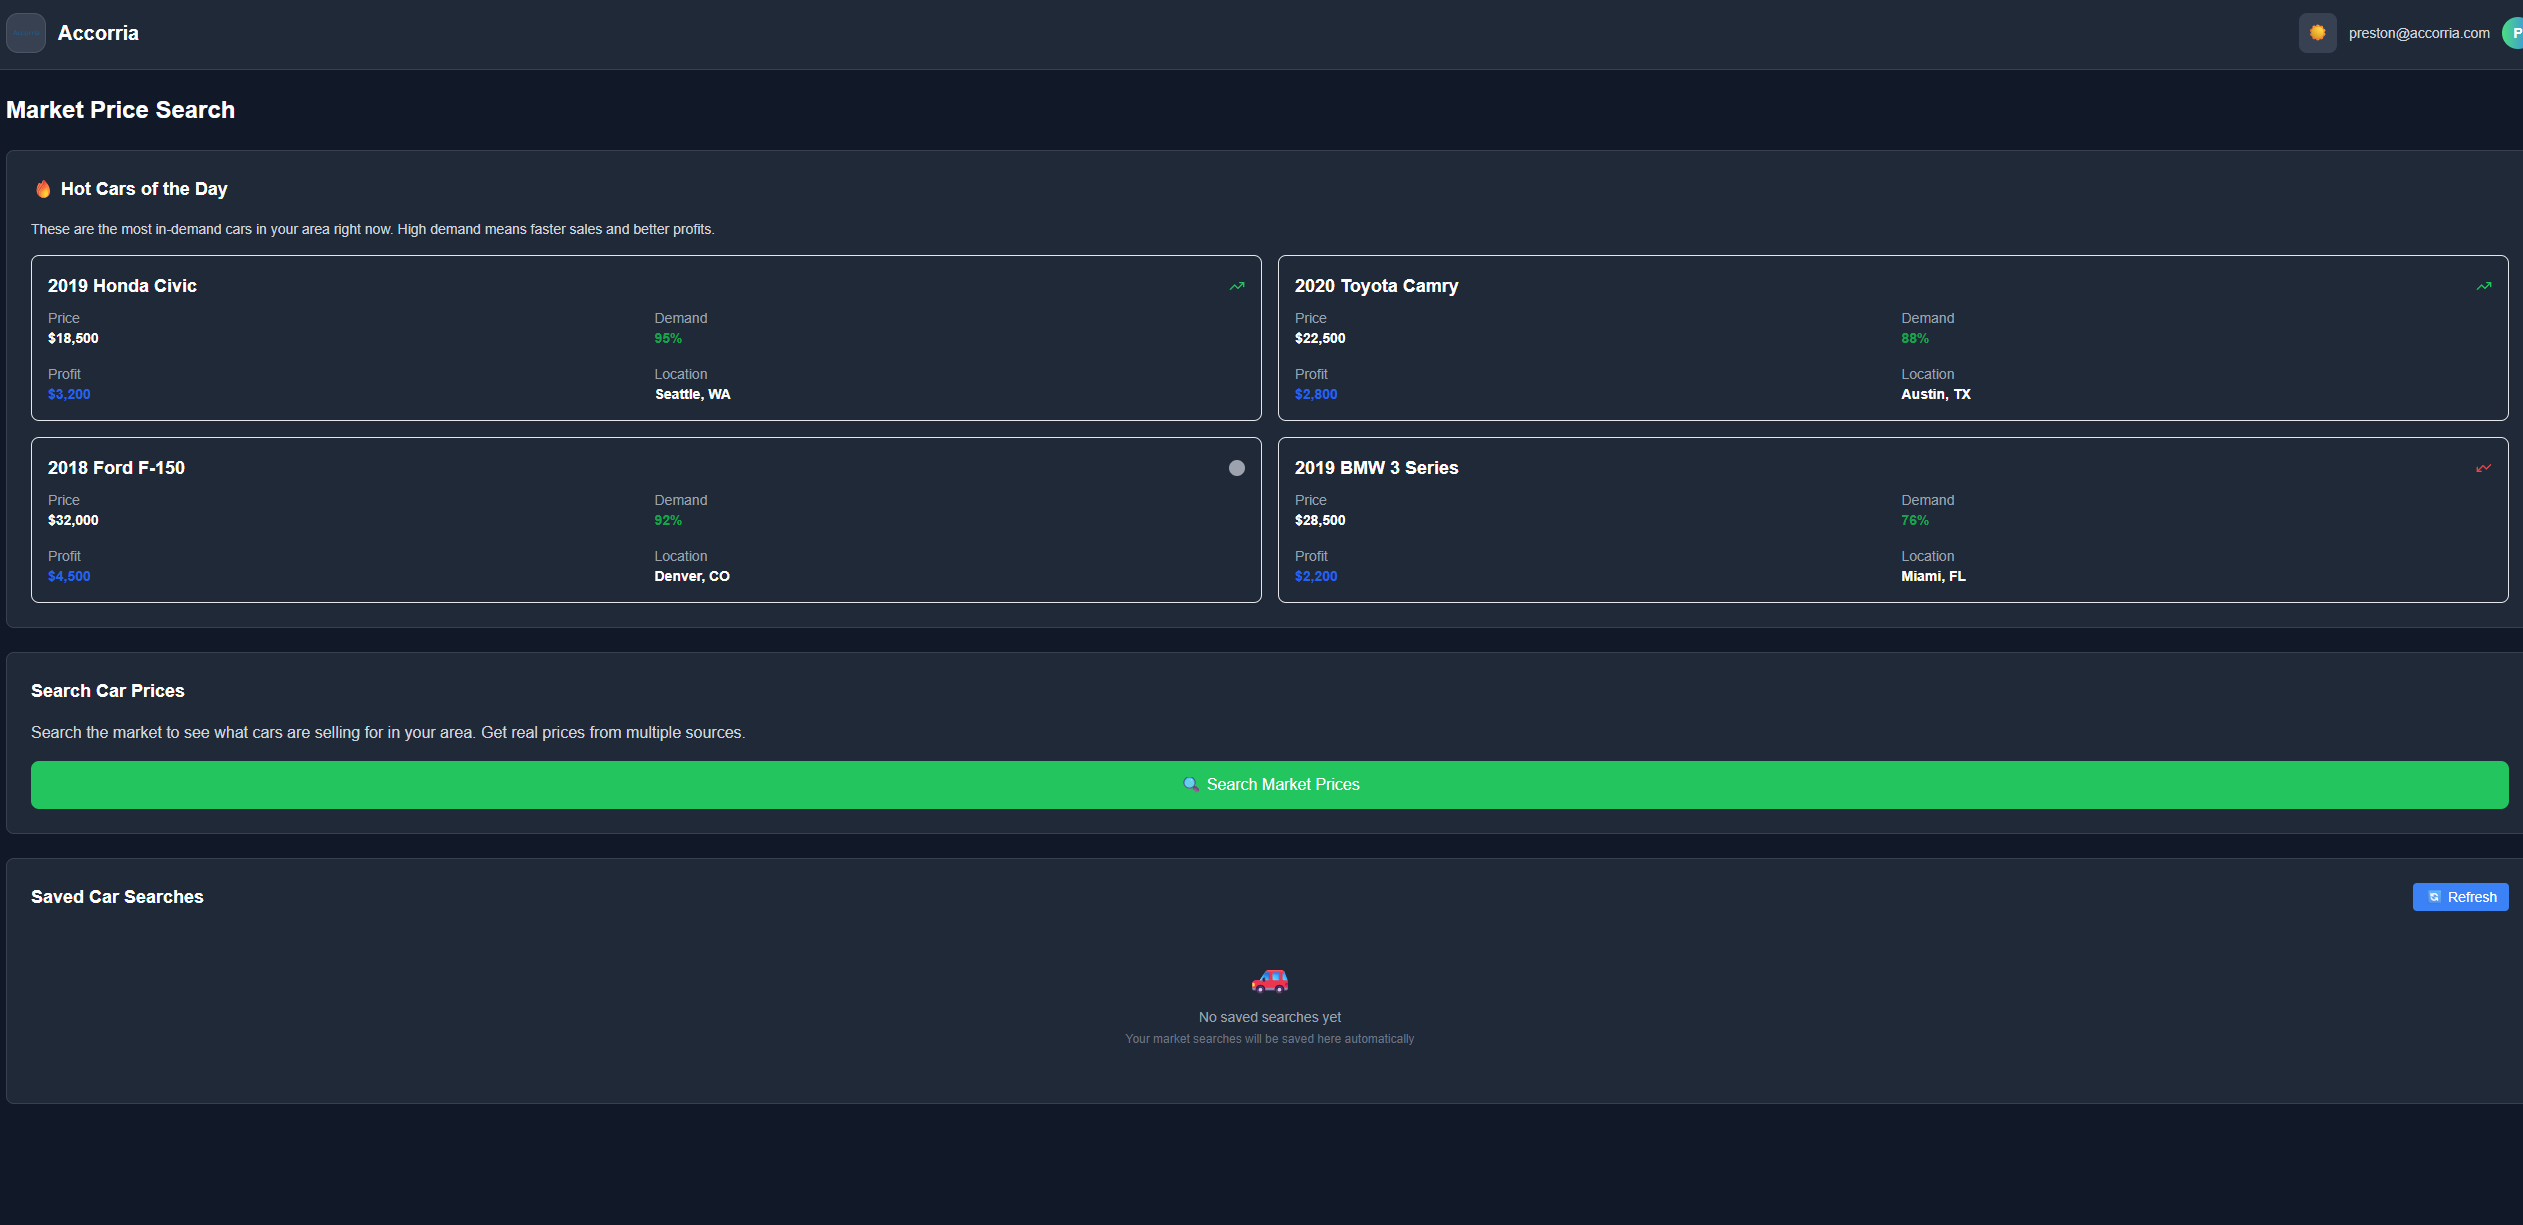 Accorria
preston@accorria.com
P
Market Price Search
Hot Cars of the Day
These are the most in-demand cars in your area right now. High demand means faster sales and better profits.
2019 Honda Civic
Price
Demand
$18,500
95%
Profit
Location
$3,200
Seattle, WA
2020 Toyota Camry
Price
Demand
$22,500
88%
Profit
Location
$2,800
Austin, TX
2018 Ford F-150
Price
Demand
$32,000
92%
Profit
Location
$4,500
Denver, CO
2019 BMW 3 Series
Price
Demand
$28,500
76%
Profit
Location
$2,200
Miami, FL
Search Car Prices
Search the market to see what cars are selling for in your area. Get real prices from multiple sources.
Search Market Prices
Saved Car Searches
Refresh
No saved searches yet
Your market searches will be saved here automatically